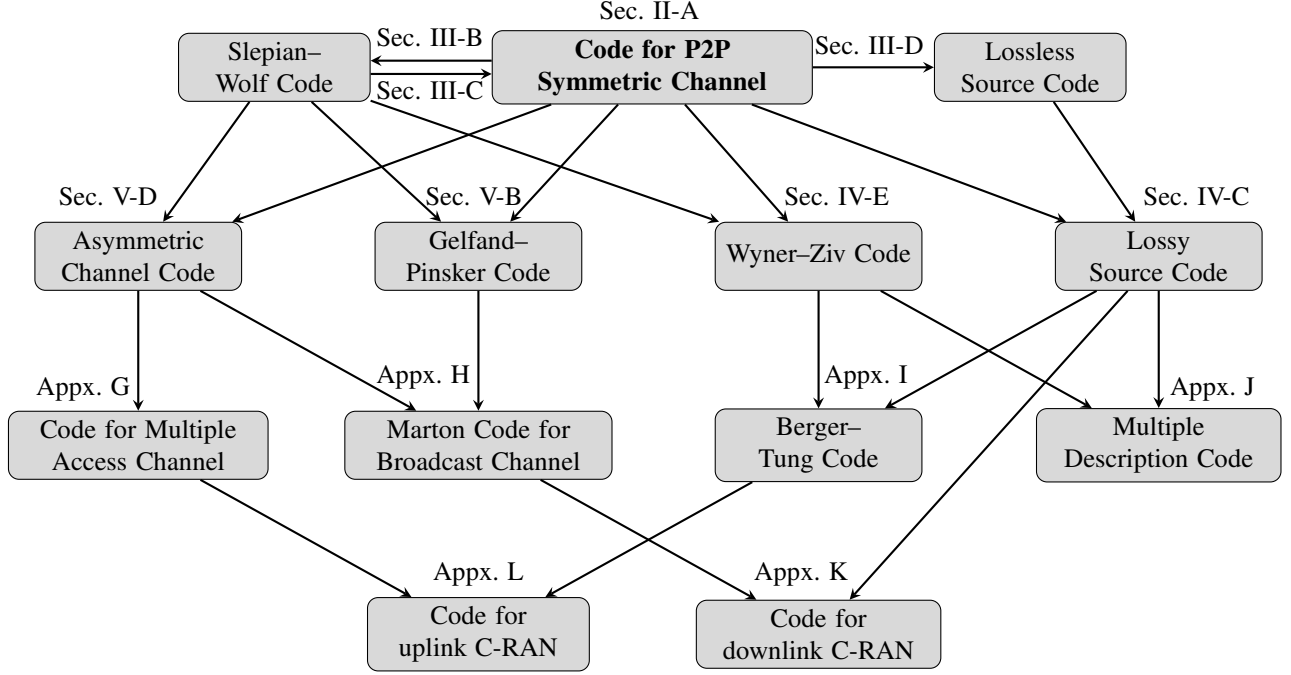 Sec. II-A
Sec. III-B
Slepian–
Wolf Code
Sec. III-C
Code for P2P
Symmetric Channel
Sec. III-D
Lossless
Source Code
Sec. V-D
Sec. V-B
Sec. IV-E
Sec. IV-C
Asymmetric
Channel Code
Gelfand–
Pinsker Code
Wyner–Ziv Code
Lossy
Source Code
Appx. G
Appx. H
Appx. I
Appx. J
Code for Multiple
Access Channel
Marton Code for
Broadcast Channel
Berger–
Tung Code
Multiple
Description Code
Appx. L
Appx. K
Code for
uplink C-RAN
Code for
downlink C-RAN